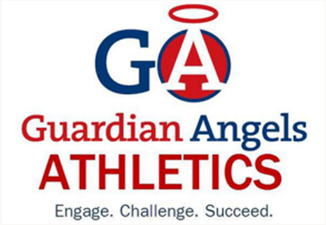 GA
Guardian Angels
ATHLETICS
Engage. Challenge. Succeed.